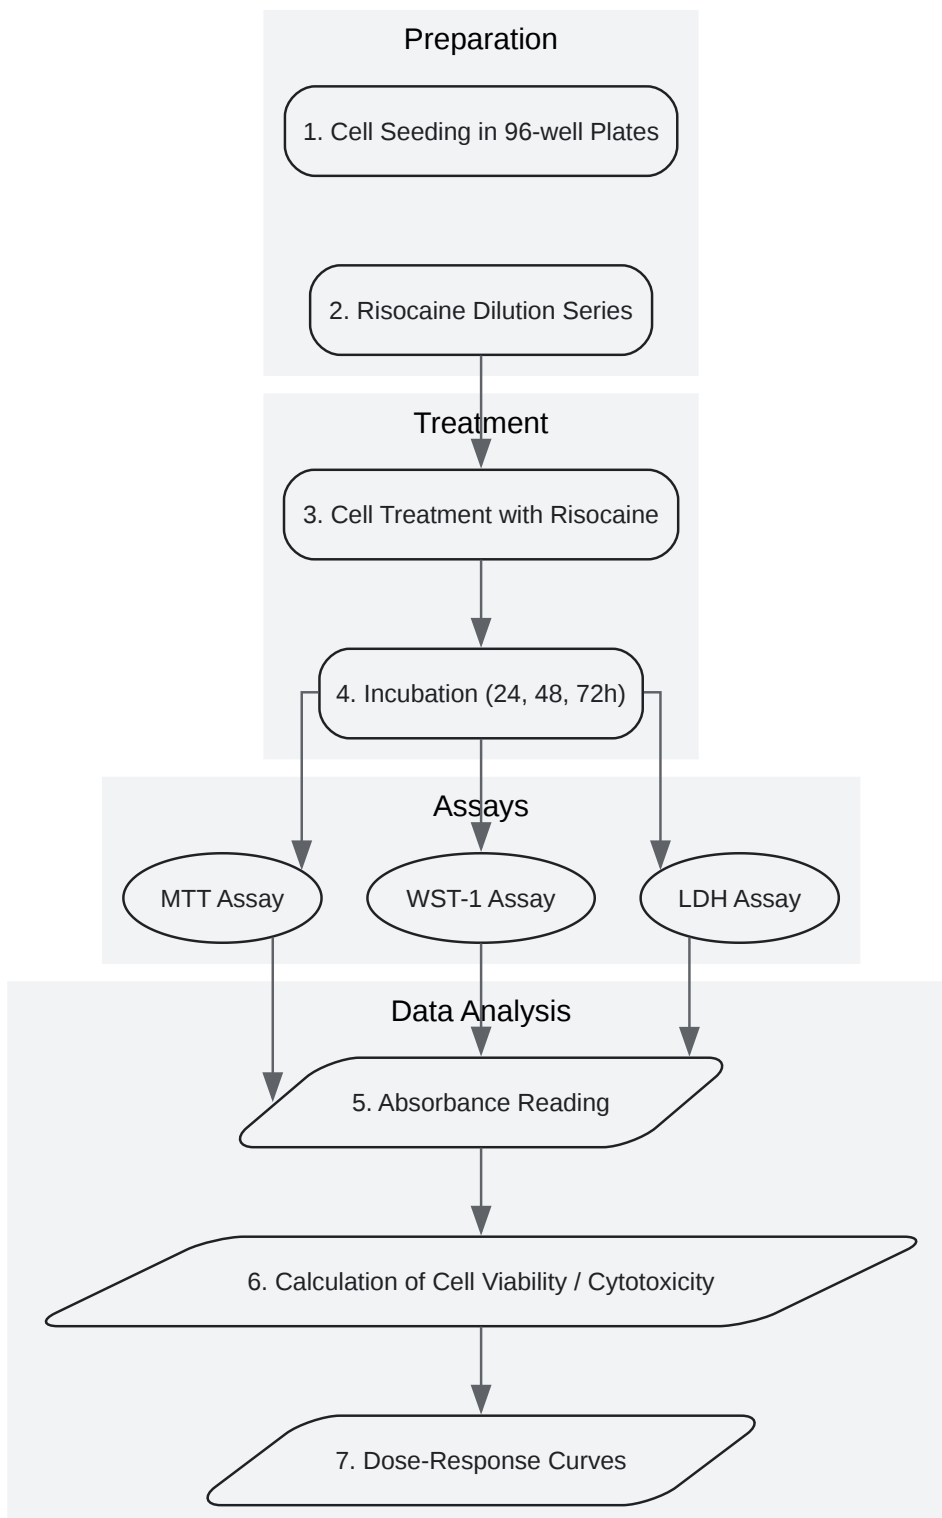 Preparation
1. Cell Seeding in 96-well Plates
2. Risocaine Dilution Series
Treatment
3. Cell Treatment with Risocaine
4. Incubation (24, 48, 72h)
Assays
MTT Assay
WST-1 Assay
LDH Assay
Data Analysis
5. Absorbance Reading
6. Calculation of Cell Viability / Cytotoxicity
7. Dose-Response Curves